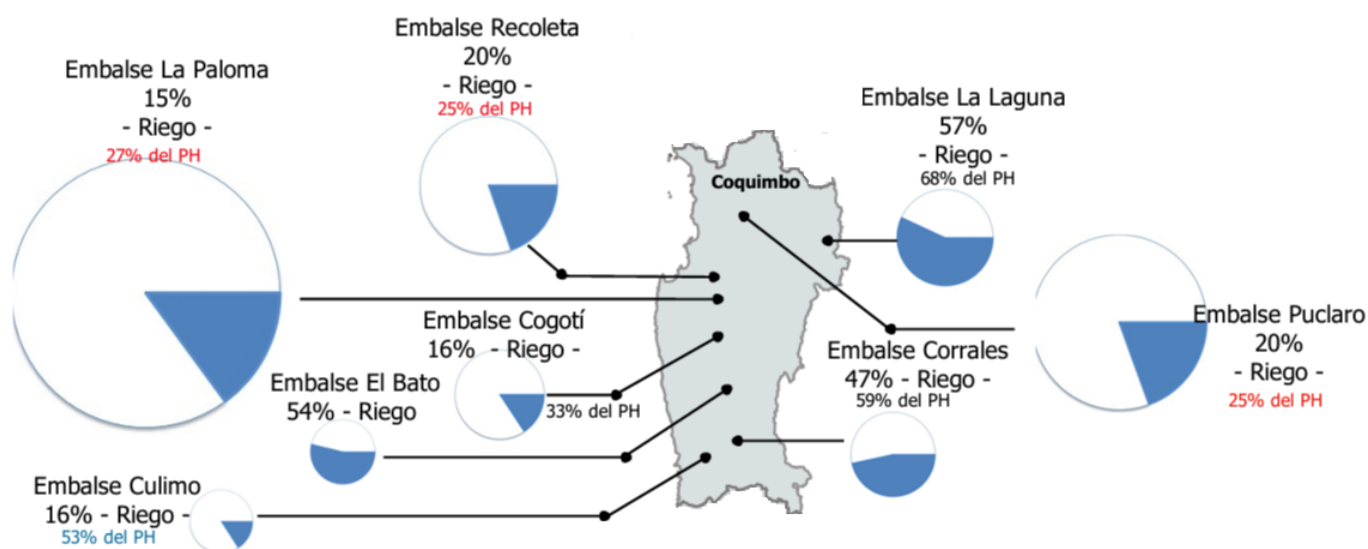 Embalse La Paloma
15%
- Riego -
27% del PH
Embalse Recoleta
20%
- Riego -
25% del PH
Embalse La Laguna
57%
- Riego -
68% del PH
Coquimbo
Embalse Puclaro
20%
- Riego -
25% del PH
Embalse Cogotí
16% - Riego -
33% del PH
Embalse Corrales
47% - Riego -
59% del PH
Embalse El Bato
54% - Riego
Embalse Culimo
16% - Riego -
53% del PH